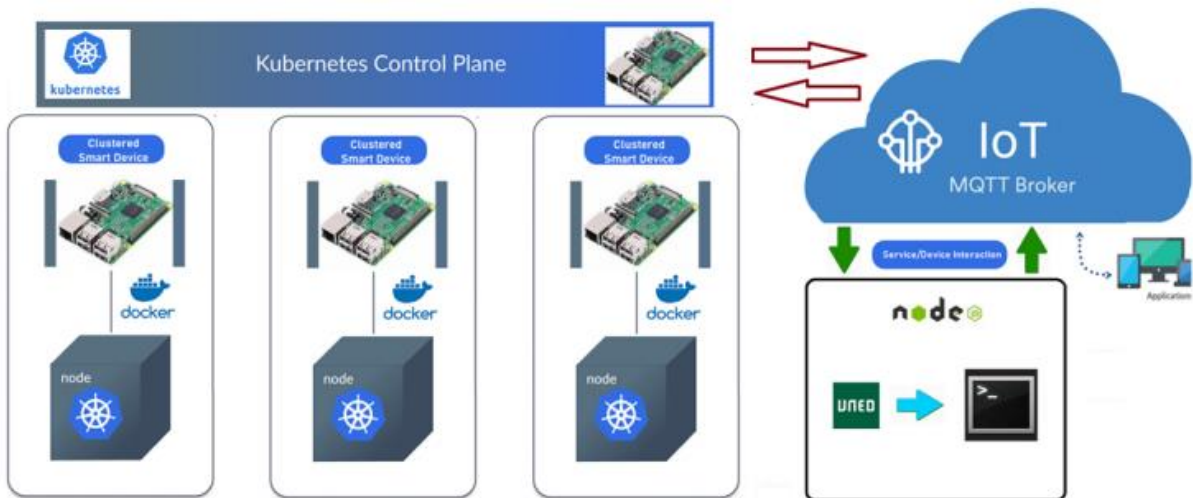 kubernetes
Kubernetes Control Plane
Clustered
Smart Device
docker
node
Clustered
Smart Device
docker
node
Clustered
Smart Device
docker
node
IoT
MQTT Broker
Service/Device Interaction
Application
node
JS
UNED
>_